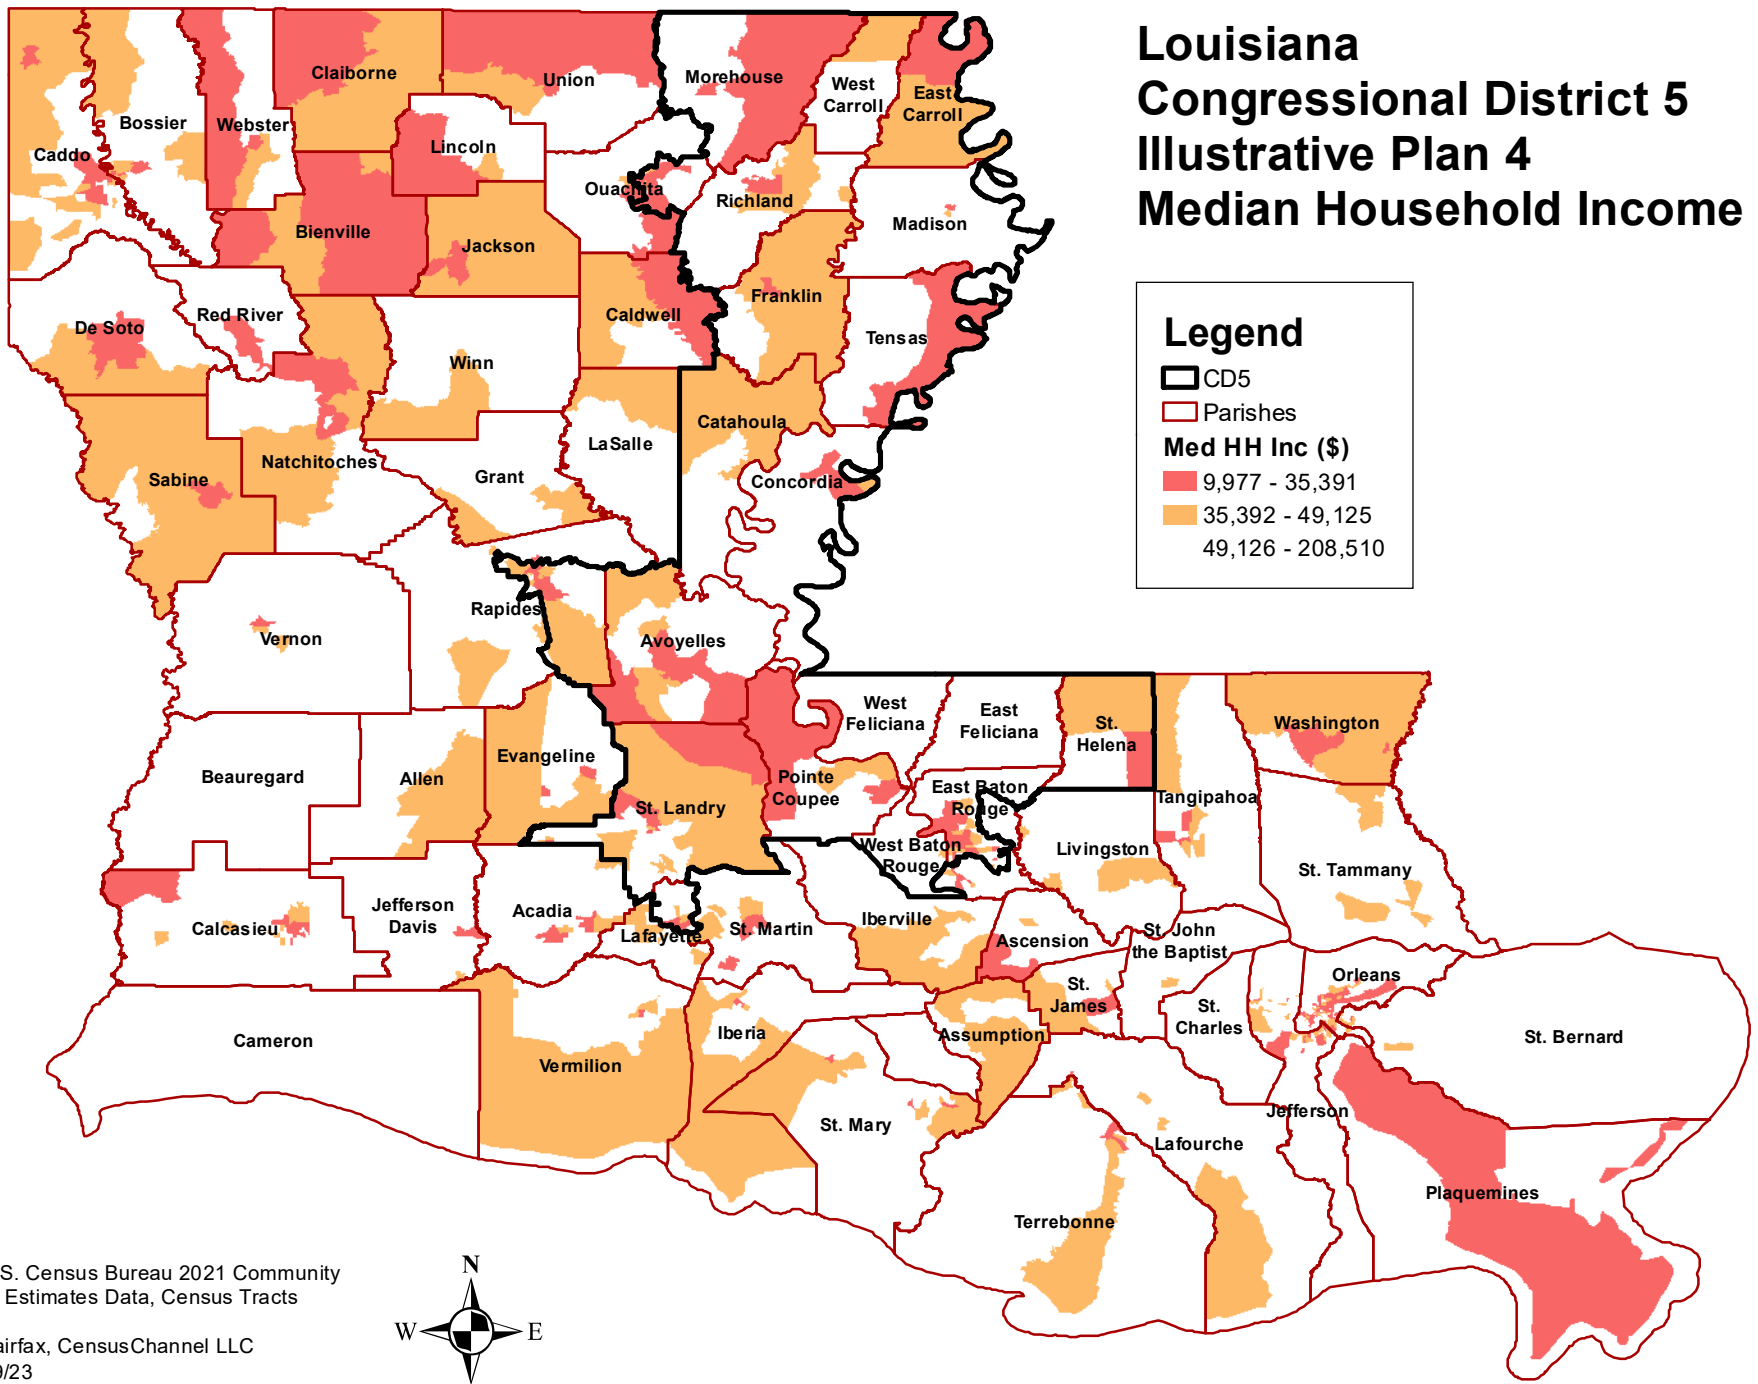 Louisiana
Congressional District 5
Illustrative Plan 4
Median Household Income
Legend
CD5
Parishes
Med HH Inc ($)
9,977 - 35,391
35,392 - 49,125
49,126 - 208,510
Claiborne
Union
Morehouse
West
Carroll
East
Carroll
Bossier
Webster
Caddo
Lincoln
Ouachita
Richland
Madison
Bienville
Jackson
Franklin
De Soto
Red River
Caldwell
Tensas
Winn
Catahoula
LaSalle
Sabine
Natchitoches
Grant
Concordia
Rapides
Vernon
Avoyelles
West
Feliciana
East
Feliciana
St.
Helena
Washington
Evangeline
Beauregard
Allen
Pointe
Coupee
St. Landry
East Baton
Rouge
Tangipahoa
West Baton
Rouge
Livingston
St. Tammany
Jefferson
Davis
Acadia
Calcasieu
Lafayette
St. Martin
Iberville
Ascension
St. John
the Baptist
Orleans
St.
James
St.
Charles
Cameron
Iberia
Assumption
St. Bernard
Vermilion
St. Mary
Jefferson
Lafourche
Plaquemines
Terrebonne
S. Census Bureau 2021 Community
Estimates Data, Census Tracts
airfax, CensusChannel LLC
9/23
N
W
E
S